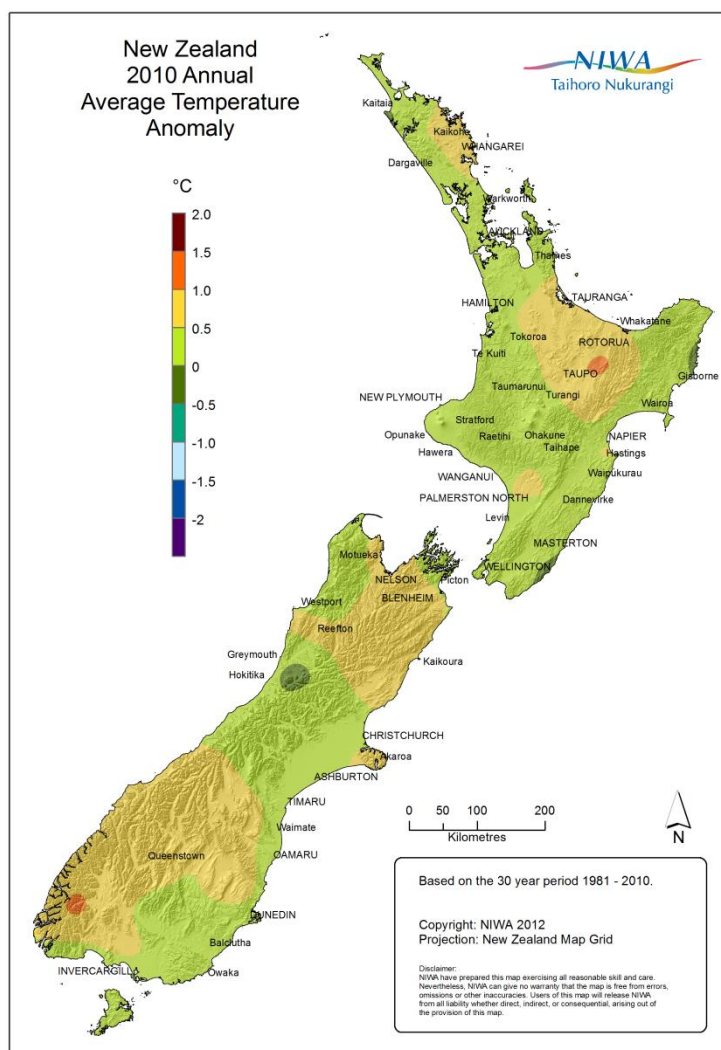 New Zealand
2010 Annual
Average Temperature
Anomaly
NIWA
Taihoro Nukurangi
°C
2.0
1.5
1.0
0.5
0
-0.5
-1.0
-1.5
-2
Kaitaia
Kaikohe
WHANGAREI
Dargaville
Warkworth
AUCKLAND
Thames
HAMILTON
TAURANGA
Whakatane
Tokoroa
ROTORUA
Te Kuiti
TAUPO
Gisborne
Taumarunui
Turangi
NEW PLYMOUTH
Wairoa
Stratford
Opunake
Raetihi
Ohakune
NAPIER
Hawera
Taihape
Hastings
WANGANUI
Waipukurau
PALMERSTON NORTH
Dannevirke
Levin
MASTERTON
Motueka
WELLINGTON
NELSON
Picton
BLENHEIM
Westport
Reefton
Greymouth
Kaikoura
Hokitika
CHRISTCHURCH
Akaroa
ASHBURTON
TIMARU
Waimate
Queenstown
OAMARU
DUNEDIN
Balclutha
INVERCARGILL
Owaka
0 50 100 200
Kilometres
N
Based on the 30 year period 1981 - 2010.
Copyright: NIWA 2012
Projection: New Zealand Map Grid
Disclaimer:
NIWA have prepared this map exercising all reasonable skill and care.
Nevertheless, NIWA can give no warranty that the map is free from errors,
omissions or other inaccuracies. Users of this map will release NIWA
from all liability whether direct, indirect, or consequential, arising out of
the provision of this map.